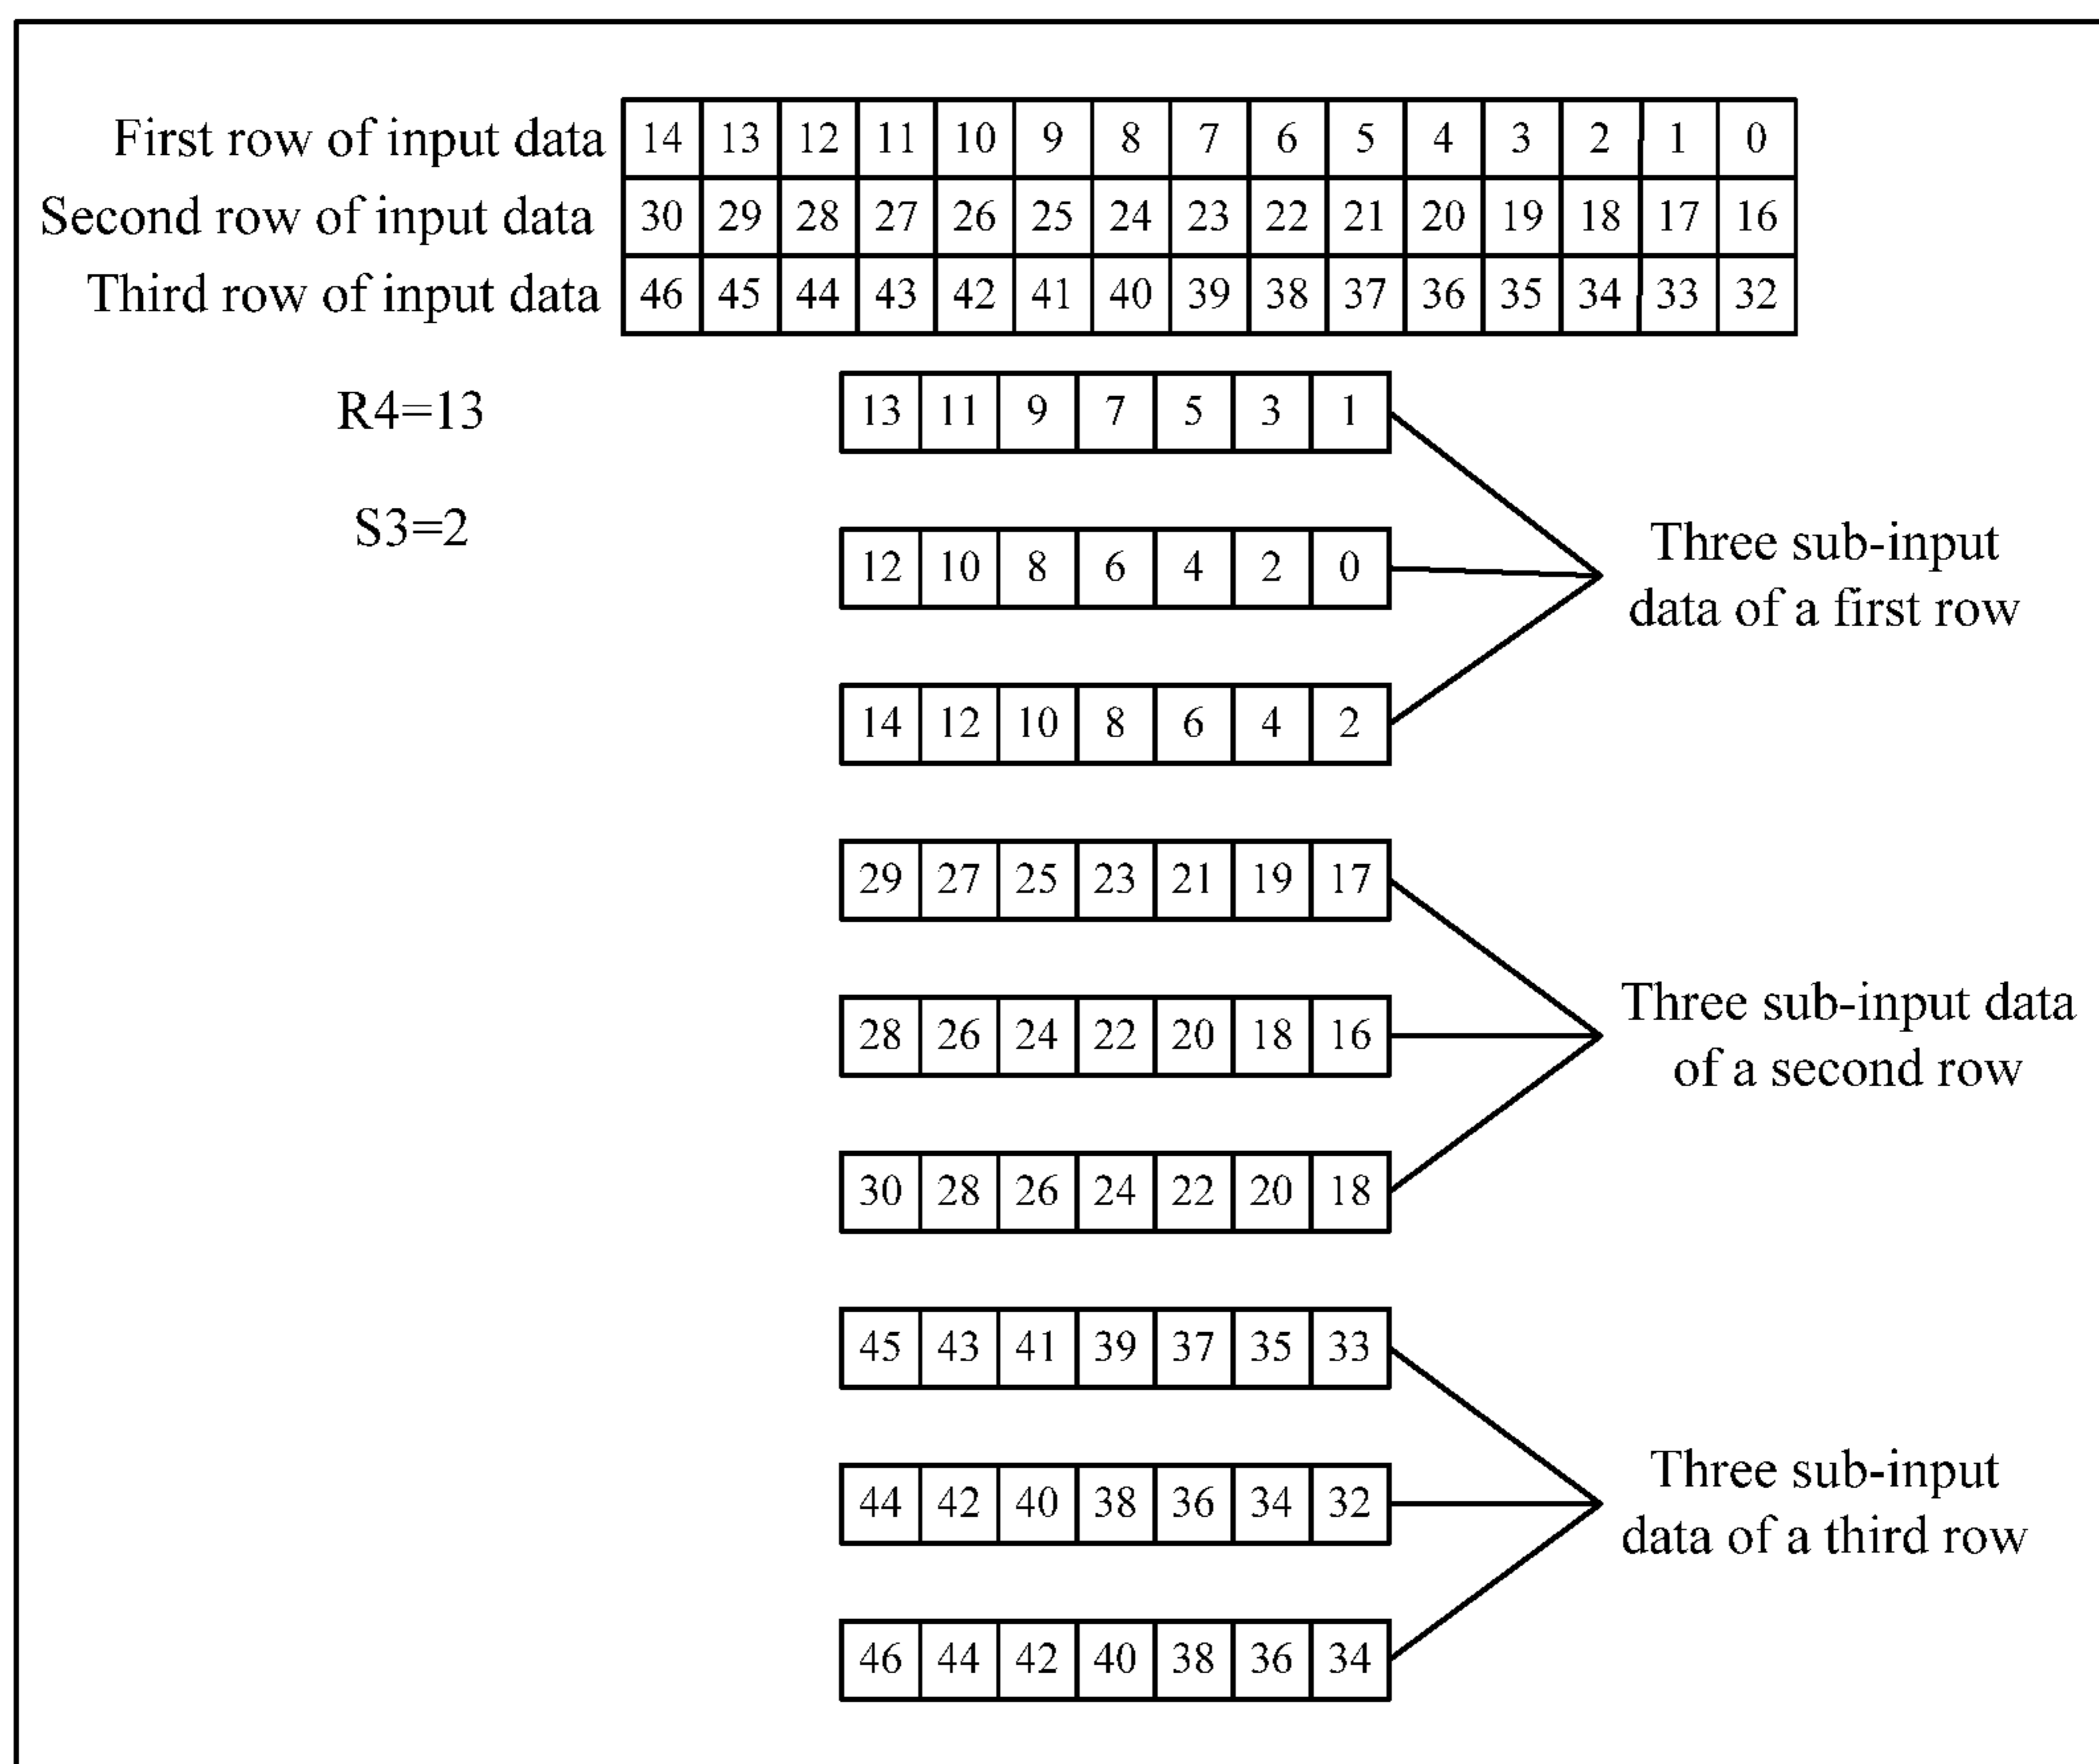 First row of input data 14 13 12 11 10 9 8 7 6 5 4 3 2 1 0
Second row of input data 30 29 28 27 26 25 24 23 22 21 20 19 18 17 16
Third row of input data 46 45 44 43 42 41 40 39 38 37 36 35 34 33 32
R4=13
S3=2
13 11 9 7 5 3 1
12 10 8 6 4 2 0
14 12 10 8 6 4 2
Three sub-input
data of a first row
29 27 25 23 21 19 17
28 26 24 22 20 18 16
30 28 26 24 22 20 18
Three sub-input data
of a second row
45 43 41 39 37 35 33
44 42 40 38 36 34 32
46 44 42 40 38 36 34
Three sub-input
data of a third row